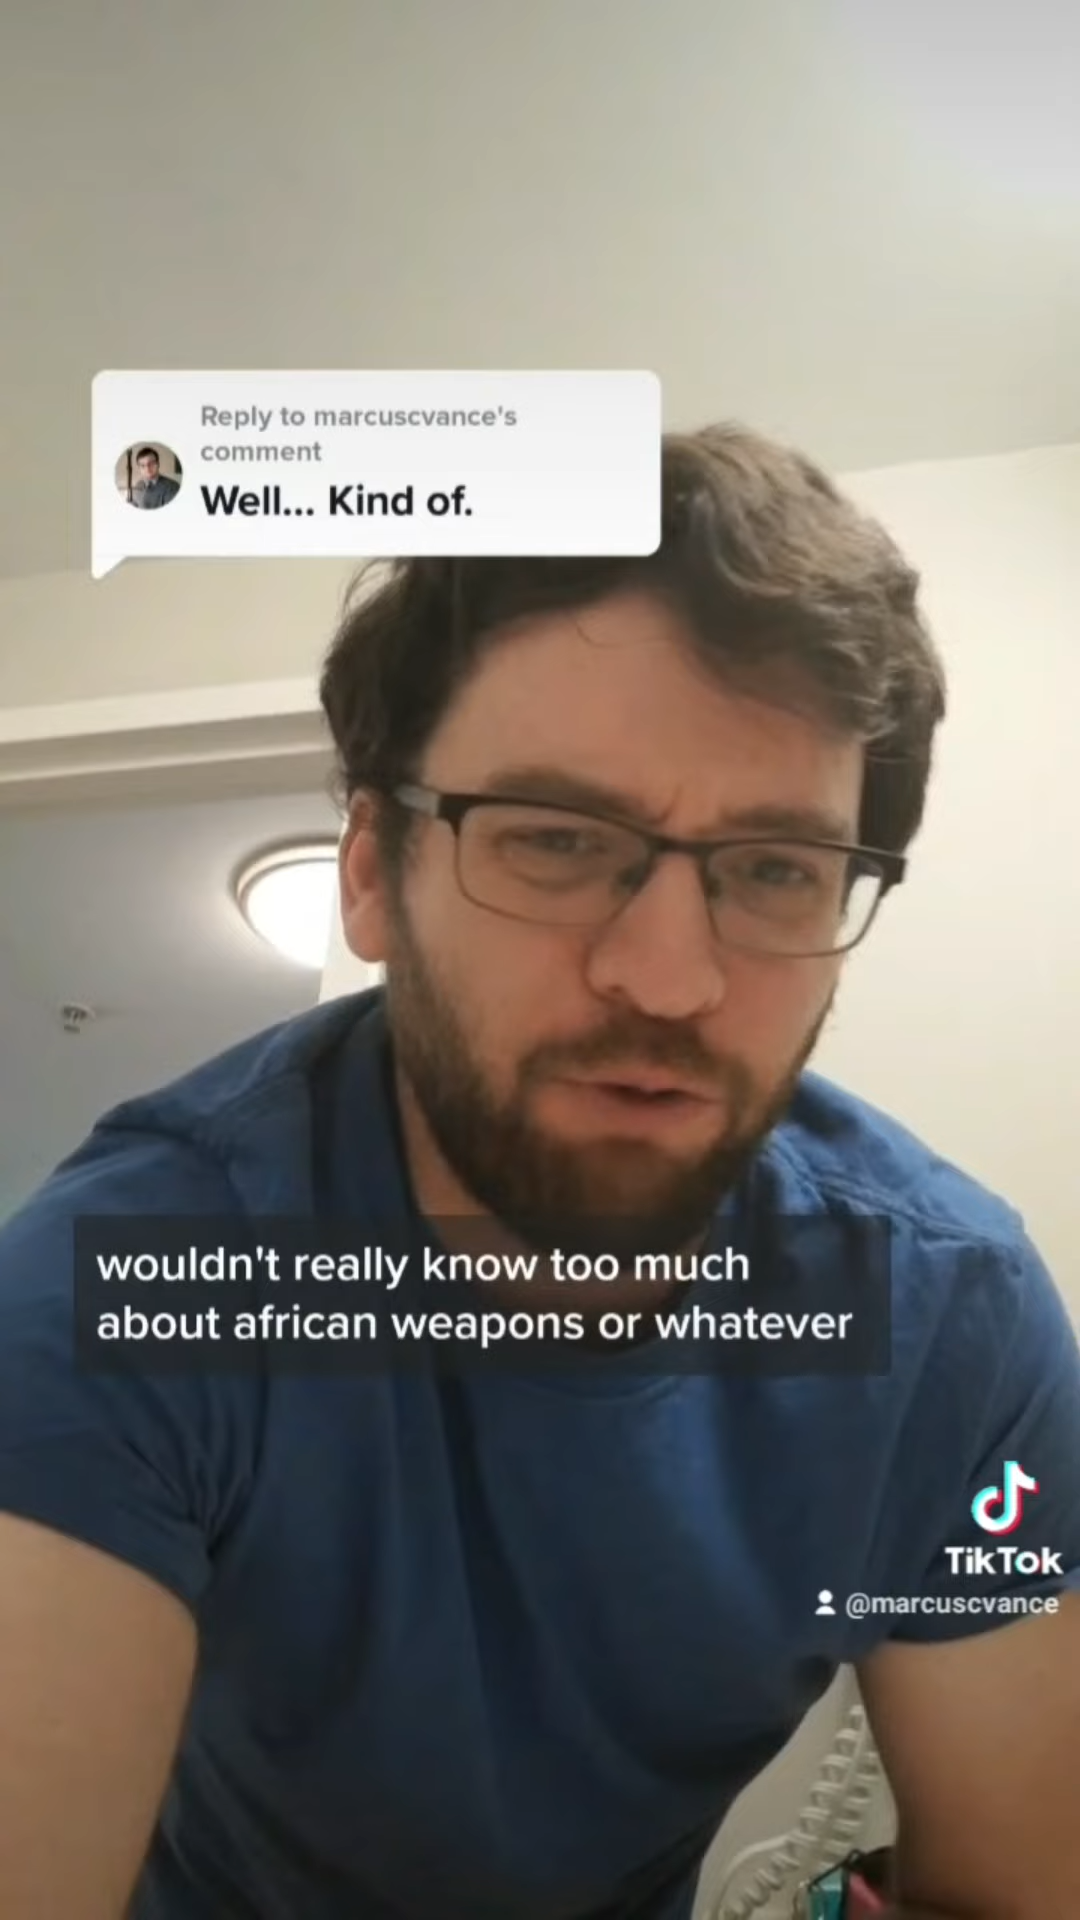 Reply to marcuscvance's
comment
Well... Kind of.
wouldn't really know too much
about african weapons or whatever
TikTok
@marcuscvance